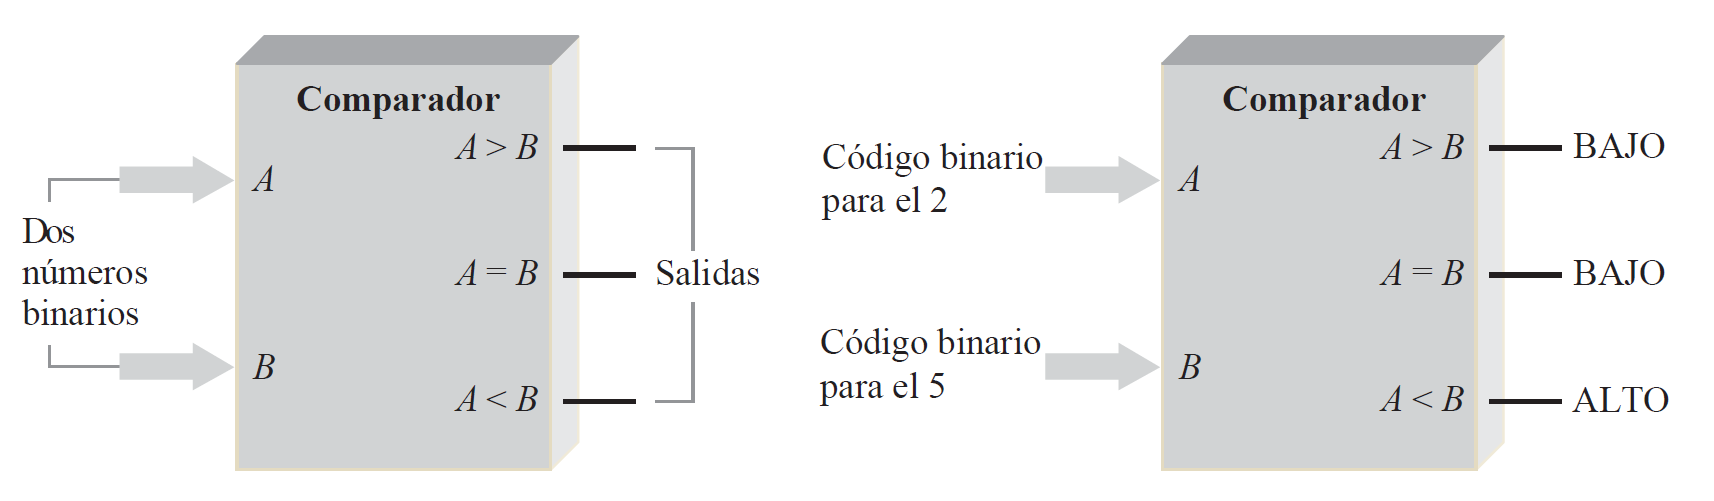 Comparador
A > B
A
Dos
números
binarios
A = B
Salidas
B
A < B
Comparador
A > B
BAJO
Código binario
para el 2
A
A = B
BAJO
Código binario
para el 5
B
A < B
ALTO